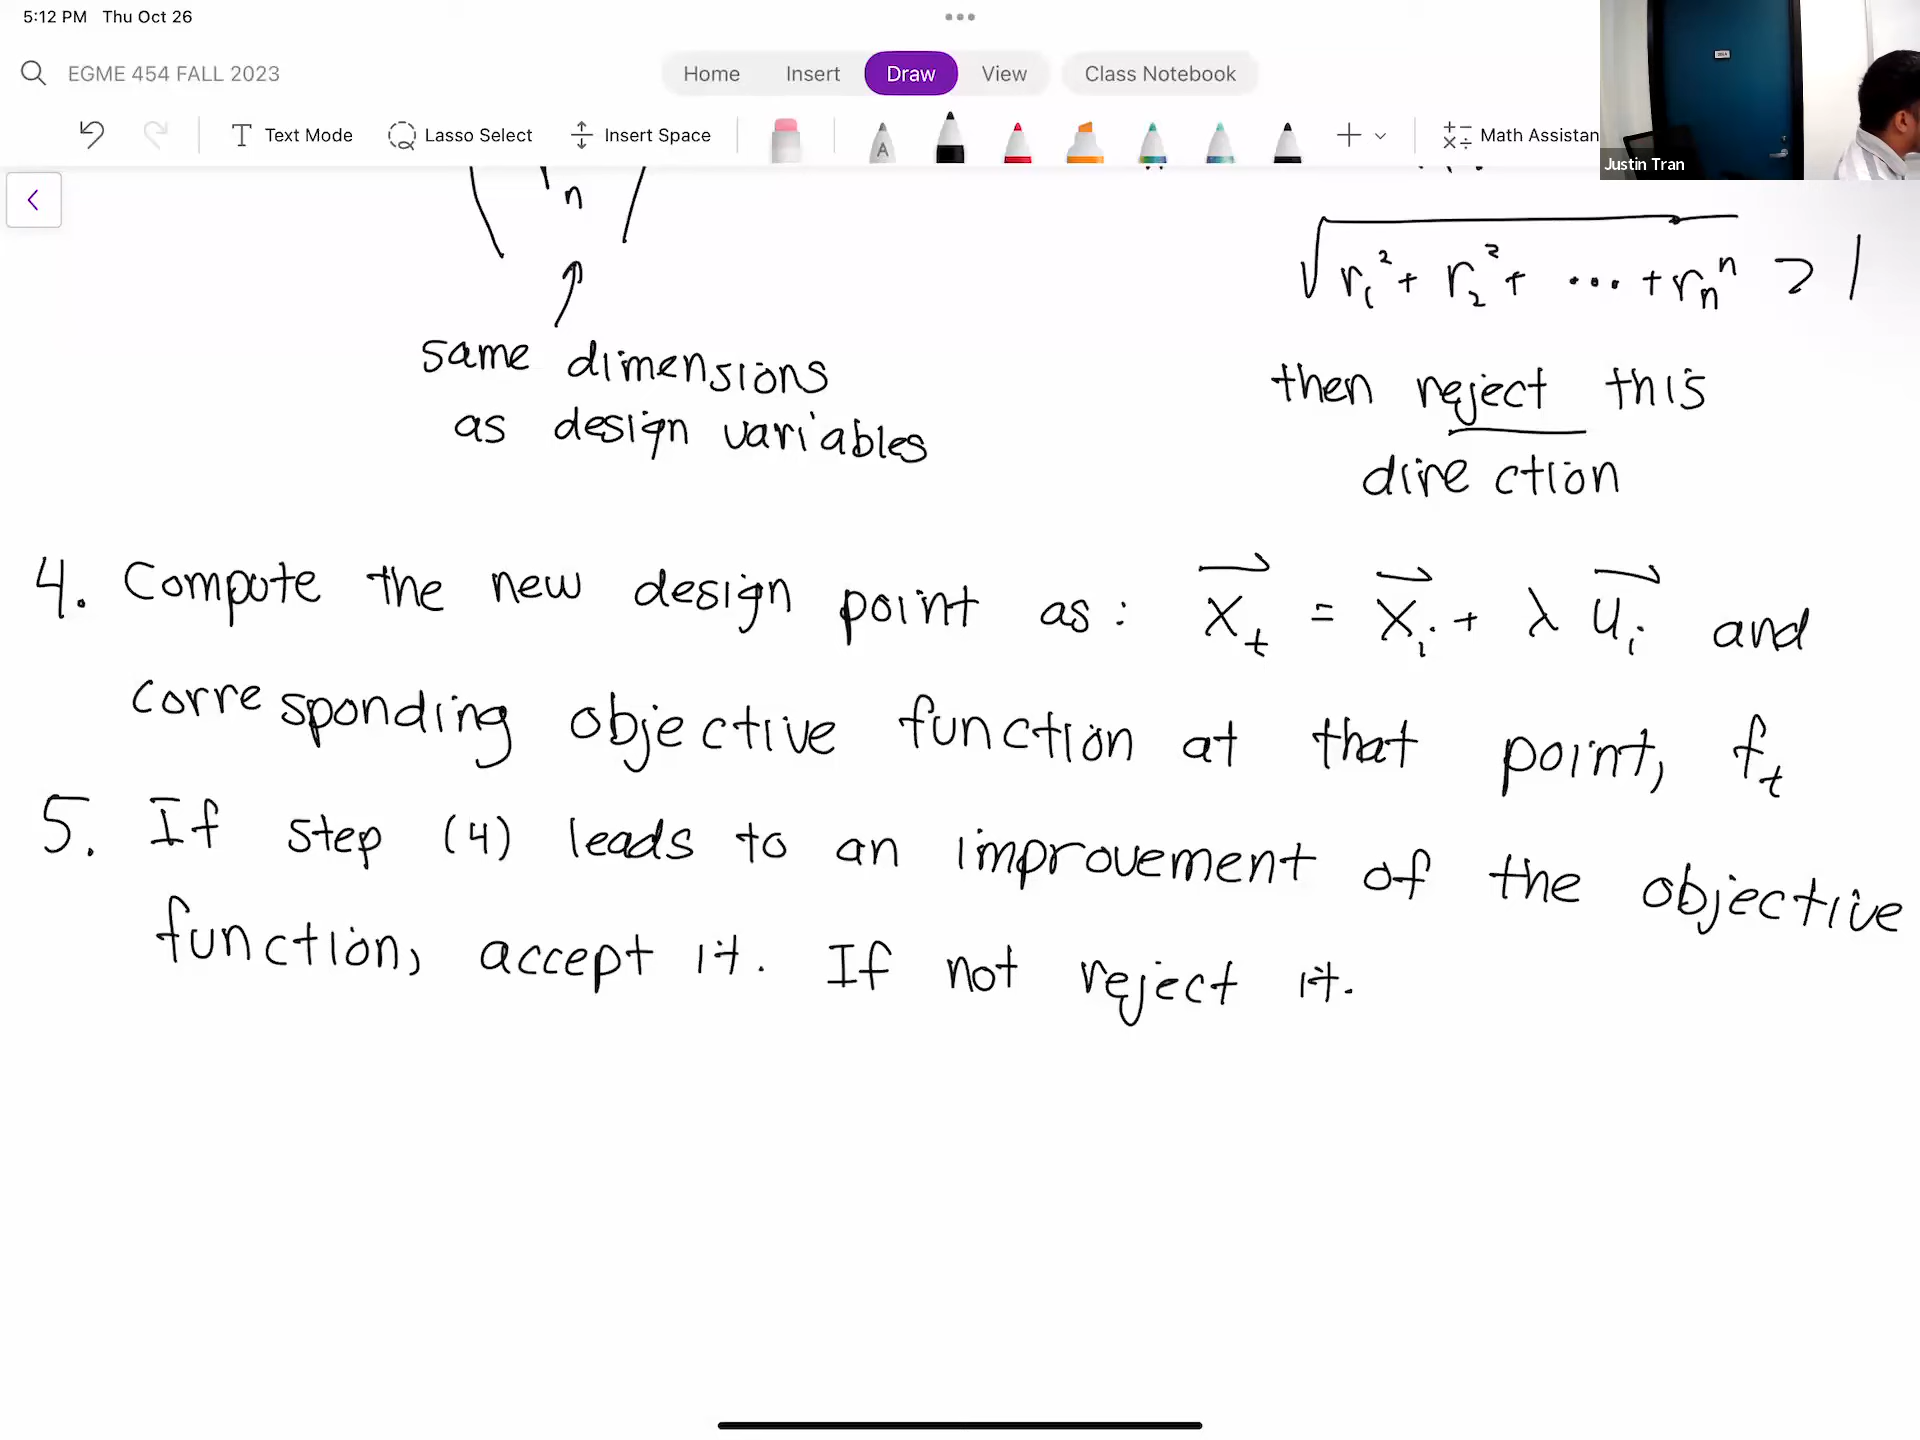 5:12 PM Thu Oct 26
EGME 454 FALL 2023
Home Insert Draw View Class Notebook
Text Mode Lasso Select Insert Space Math Assistan
Justin Tran
n
√r₁² + r₂² + ... + rₙⁿ > 1
same dimensions
as design variables
then reject this
direction
4. Compute the new design point as: X⃗ₜ = X⃗ᵢ + λ u⃗ᵢ and
corresponding objective function at that point, fₜ
5. If step (4) leads to an improvement of the objective
function, accept it. If not reject it.